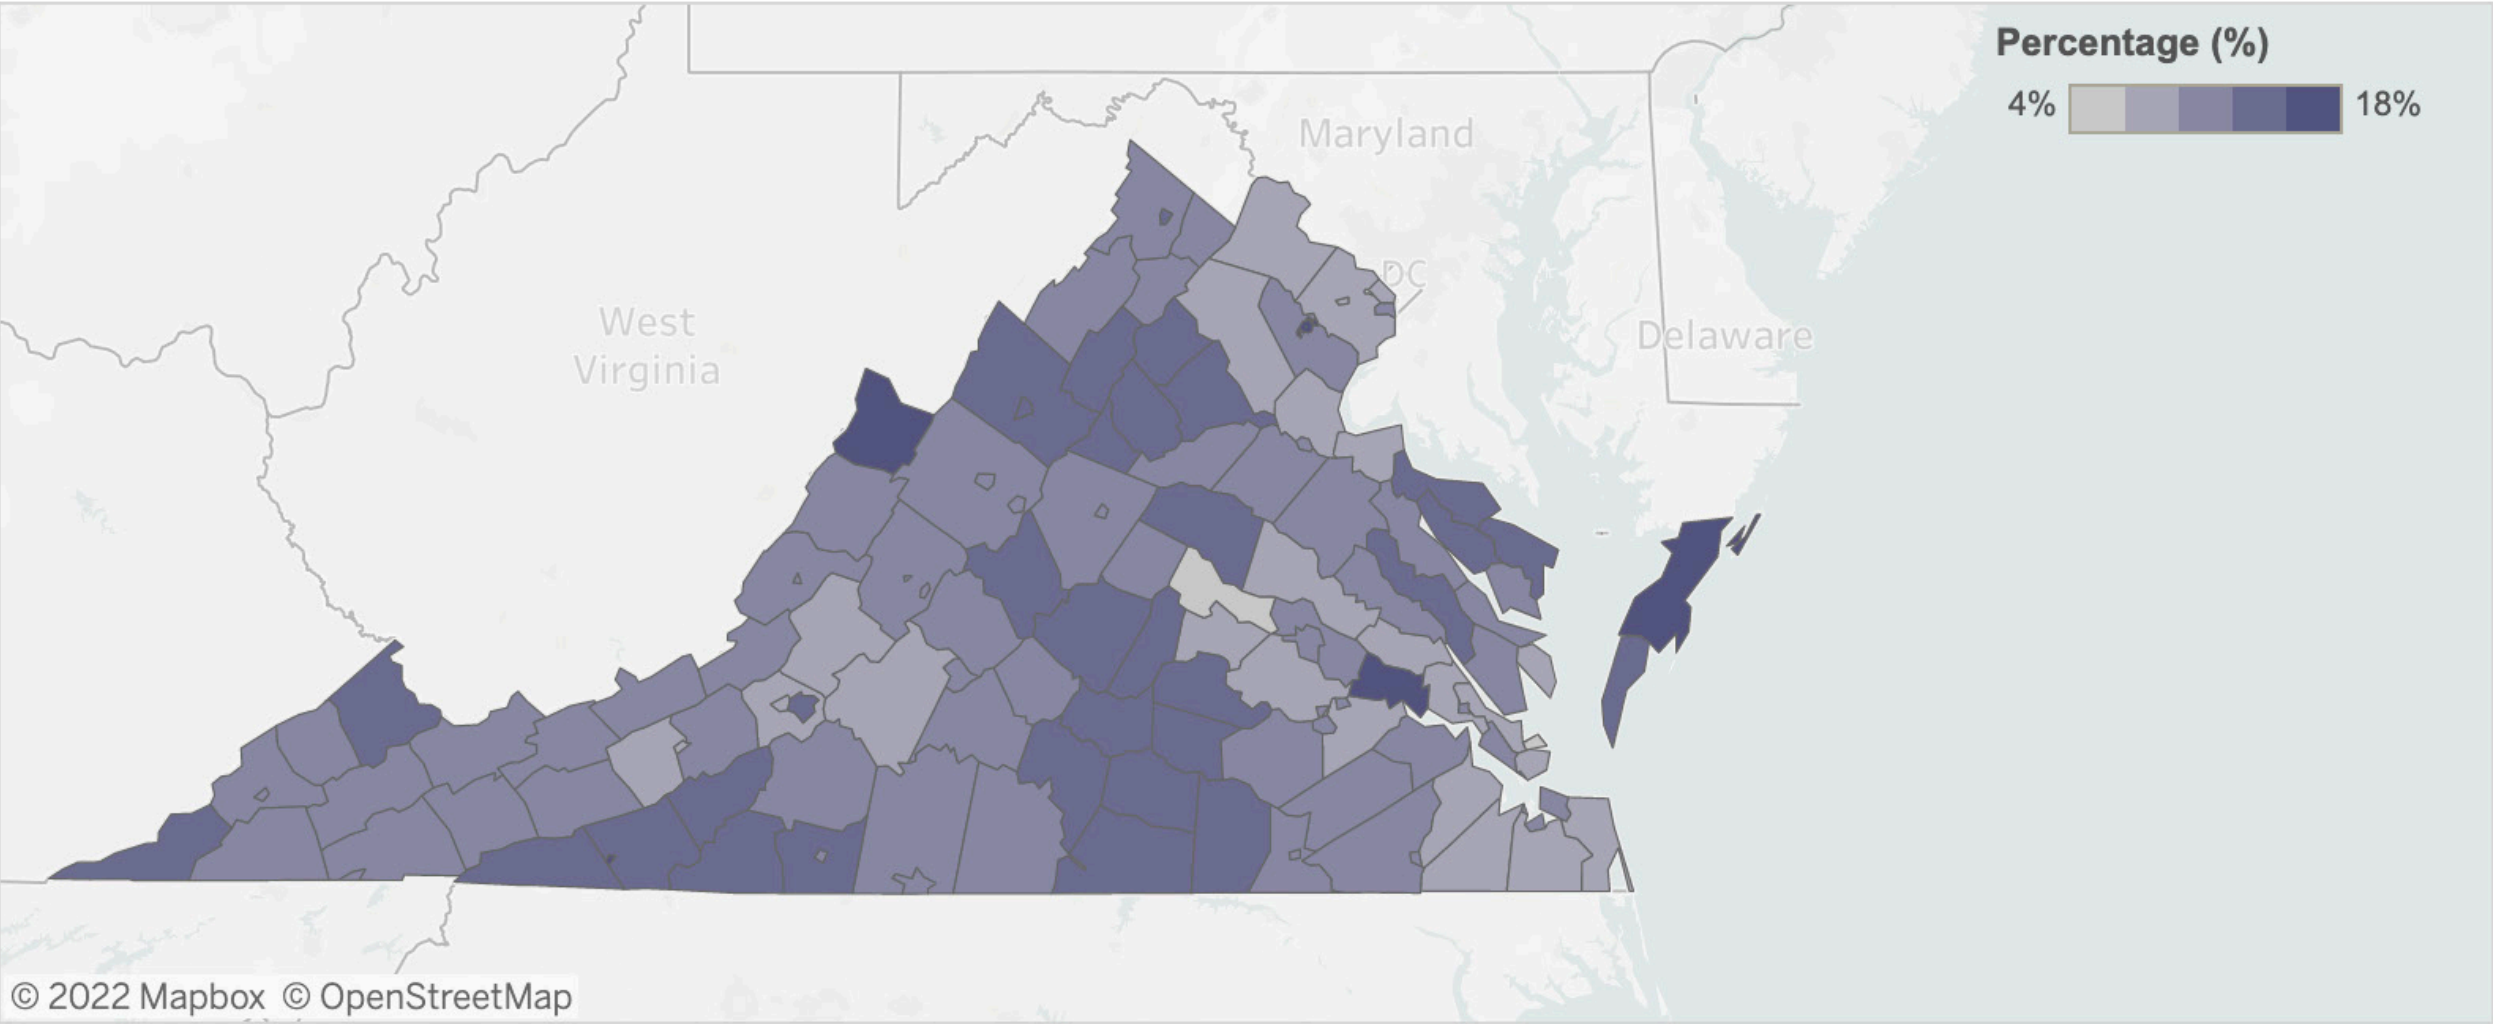 Percentage (%)
4% 18%
Maryland
DC
West
Virginia
Delaware
© 2022 Mapbox © OpenStreetMap